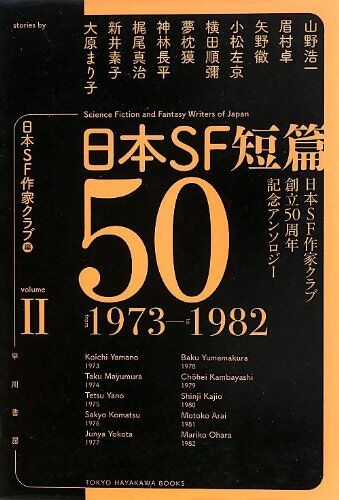 stories by
山野浩一
眉村卓
矢野徹
小松左京
横田順彌
夢枕獏
神林長平
梶尾真治
新井素子
大原まり子
Science Fiction and Fantasy Writers of Japan
日本SF短篇
50
日本SF作家クラブ
創立50周年
記念アンソロジー
日本SF作家クラブ 編
volume
II
早川書房
from 1973—to 1982
Koichi Yamano
1973
Taku Mayumura
1974
Tetsu Yano
1975
Sakyo Komatsu
1976
Junya Yokota
1977
Baku Yumemakura
1978
Chōhei Kambayashi
1979
Shinji Kajio
1980
Motoko Arai
1981
Mariko Ohara
1982
TOKYO HAYAKAWA BOOKS